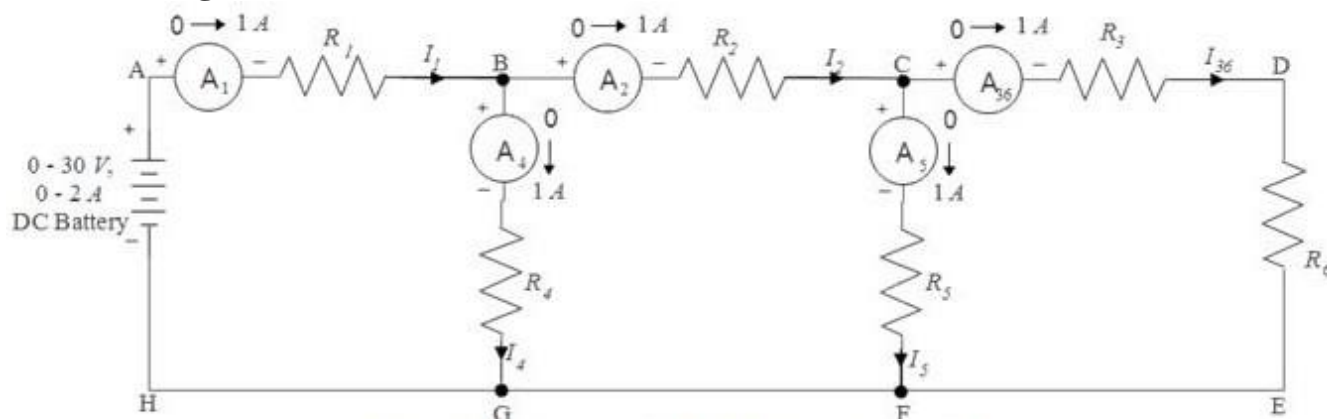 0 → 1 A
0 → 1 A
0 → 1 A
A + A1 − R1 I1 B + A2 − R2 I2 C + A36 − R3 I36 D
+ + 0 + 0
A4 A5
0 - 30 V,
0 - 2 A
DC Battery
− 1 A − 1 A
−
R4 R5 R6
I4 I5
H G F E